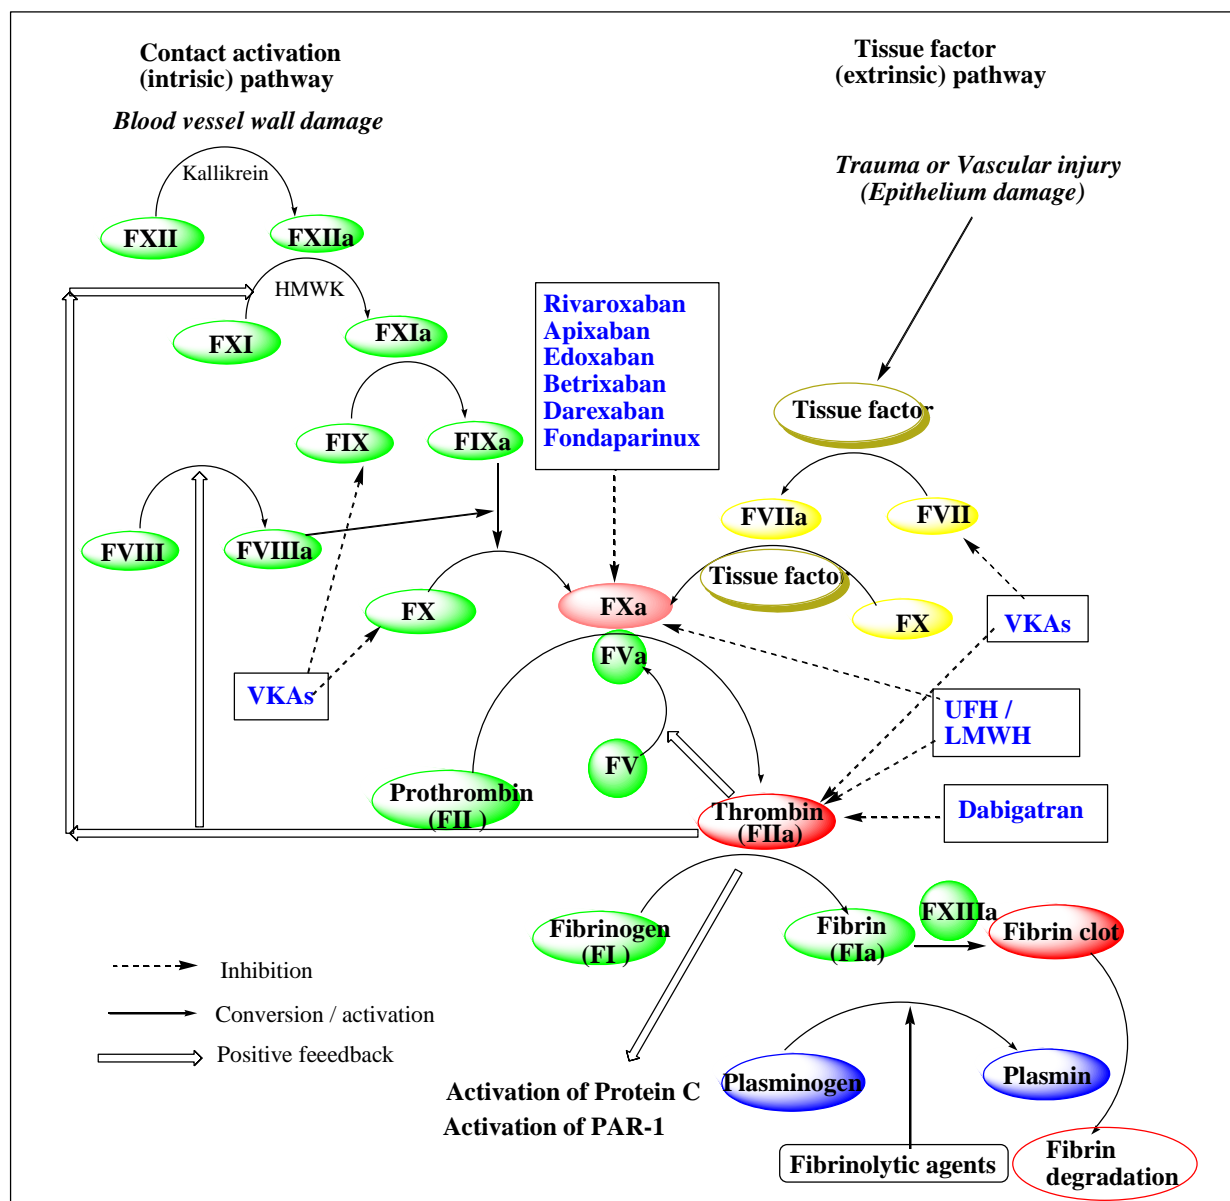 Contact activation
(intrisic) pathway
Blood vessel wall damage
Tissue factor
(extrinsic) pathway
Trauma or Vascular injury
(Epithelium damage)
Kallikrein
FXII
FXIIa
HMWK
FXI
FXIa
Rivaroxaban
Apixaban
Edoxaban
Betrixaban
Darexaban
Fondaparinux
Tissue factor
FIX
FIXa
FVIIa
FVII
FVIII
FVIIIa
Tissue factor
FX
FXa
FX
VKAs
FVa
VKAs
UFH /
LMWH
FV
Prothrombin
(FII )
Thrombin
(FIIa)
Dabigatran
FXIIIa
Fibrinogen
(FI )
Fibrin
(FIa)
Fibrin clot
Inhibition
Conversion / activation
Positive feeedback
Activation of Protein C
Activation of PAR-1
Plasminogen
Plasmin
Fibrinolytic agents
Fibrin
degradation